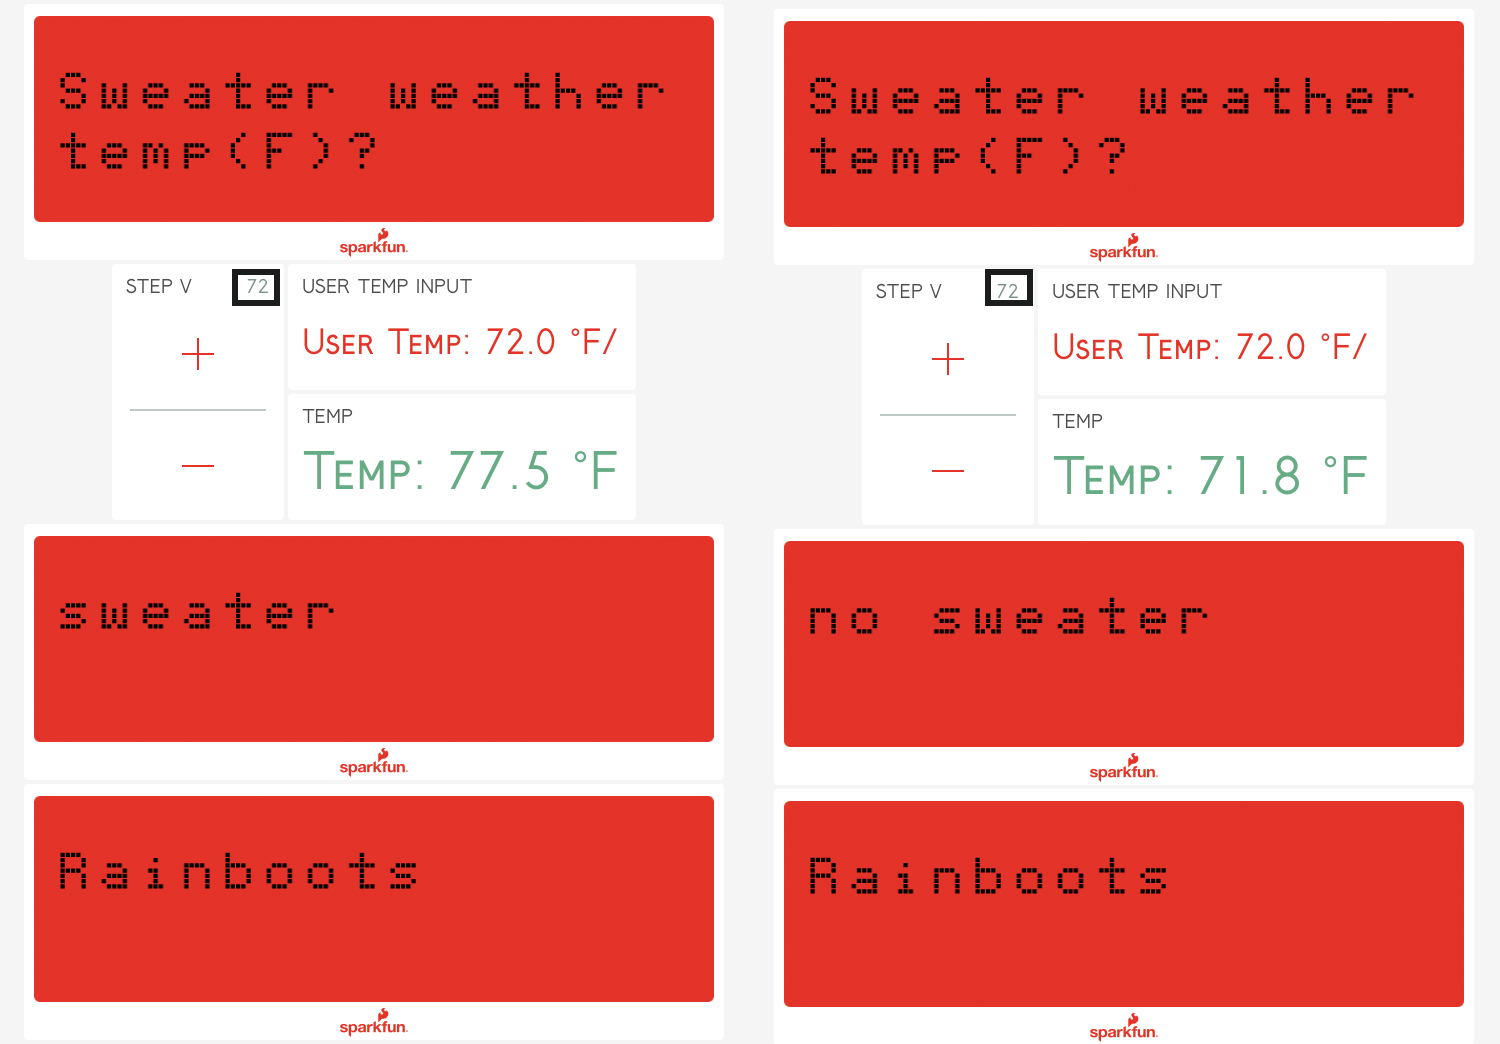 Sweater weather
temp(F)?
sparkfun.
STEP V 72
USER TEMP INPUT
USER TEMP: 72.0 °F/
TEMP
TEMP: 77.5 °F
sweater
sparkfun.
Rainboots
sparkfun.
Sweater weather
temp(F)?
sparkfun.
STEP V 72
USER TEMP INPUT
USER TEMP: 72.0 °F/
TEMP
TEMP: 71.8 °F
no sweater
sparkfun.
Rainboots
sparkfun.